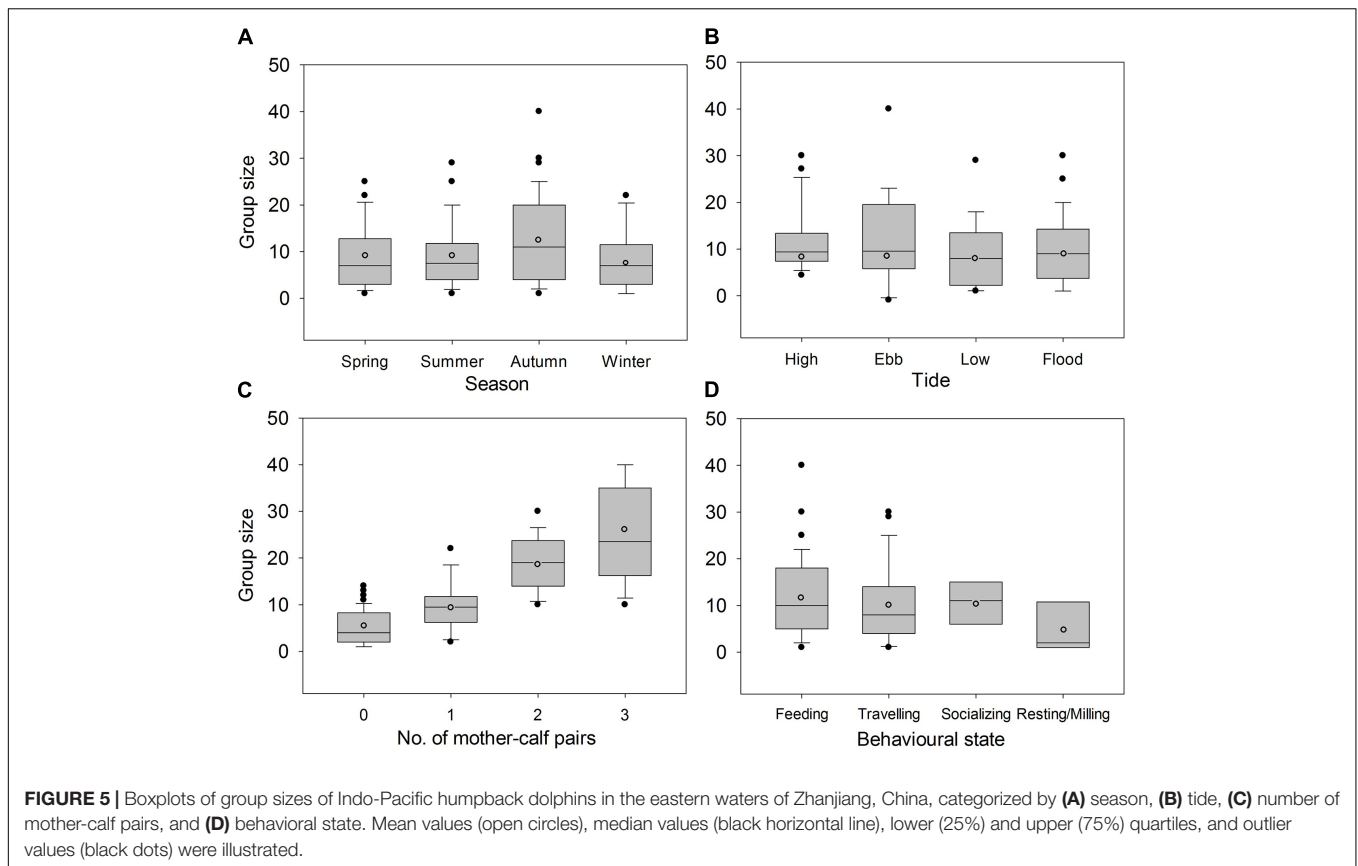 A
50
40
30
20
10
0
Group size
Spring Summer Autumn Winter
Season
B
50
40
30
20
10
0
High Ebb Low Flood
Tide
C
50
40
30
20
10
0
Group size
0 1 2 3
No. of mother-calf pairs
D
50
40
30
20
10
0
Feeding Travelling Socializing Resting/Milling
Behavioural state
FIGURE 5 | Boxplots of group sizes of Indo-Pacific humpback dolphins in the eastern waters of Zhanjiang, China, categorized by (A) season, (B) tide, (C) number of
mother-calf pairs, and (D) behavioral state. Mean values (open circles), median values (black horizontal line), lower (25%) and upper (75%) quartiles, and outlier
values (black dots) were illustrated.